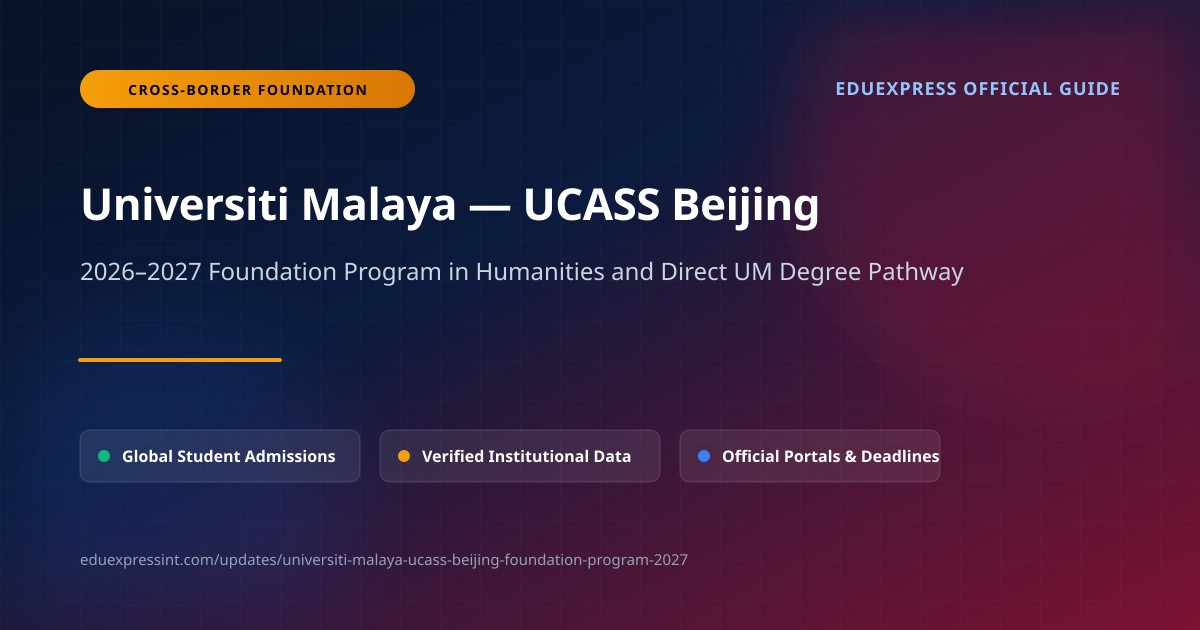 CROSS-BORDER FOUNDATION
EDUEXPRESS OFFICIAL GUIDE
Universiti Malaya — UCASS Beijing
2026–2027 Foundation Program in Humanities and Direct UM Degree Pathway
Global Student Admissions
Verified Institutional Data
Official Portals & Deadlines
eduexpressint.com/updates/universiti-malaya-ucass-beijing-foundation-program-2027